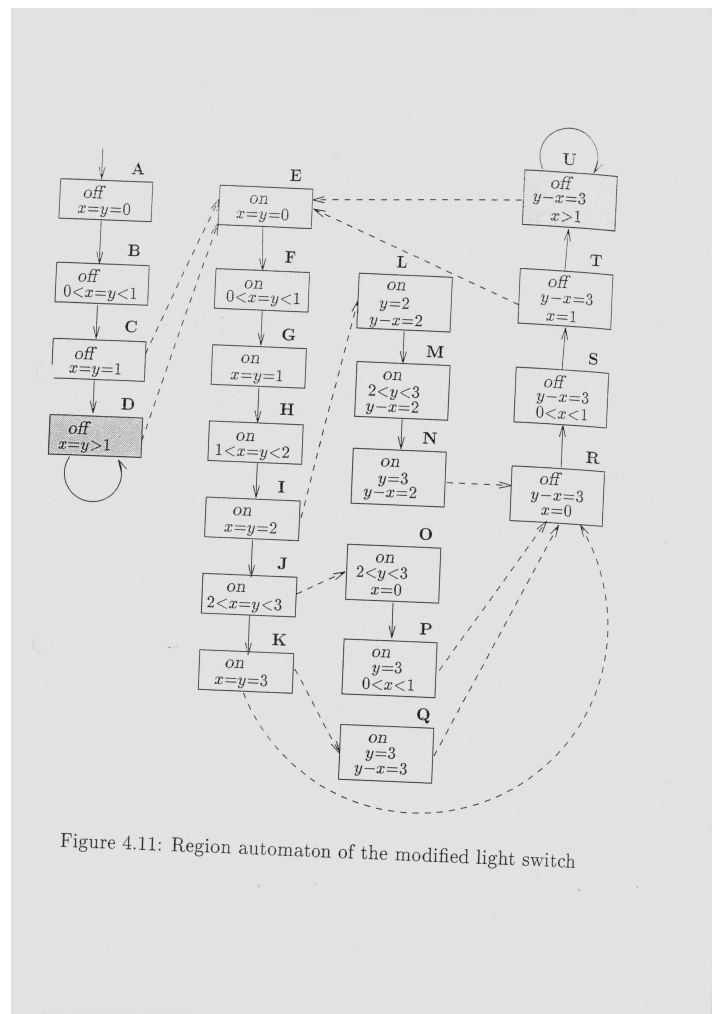 A
off
x=y=0
B
off
0<x=y<1
C
off
x=y=1
D
off
x=y>1
E
on
x=y=0
F
on
0<x=y<1
G
on
x=y=1
H
on
1<x=y<2
I
on
x=y=2
J
on
2<x=y<3
K
on
x=y=3
L
on
y=2
y-x=2
M
on
2<y<3
y-x=2
N
on
y=3
y-x=2
O
on
2<y<3
x=0
P
on
y=3
0<x<1
Q
on
y=3
y-x=3
U
off
y-x=3
x>1
T
off
y-x=3
x=1
S
off
y-x=3
0<x<1
R
off
y-x=3
x=0
Figure 4.11: Region automaton of the modified light switch